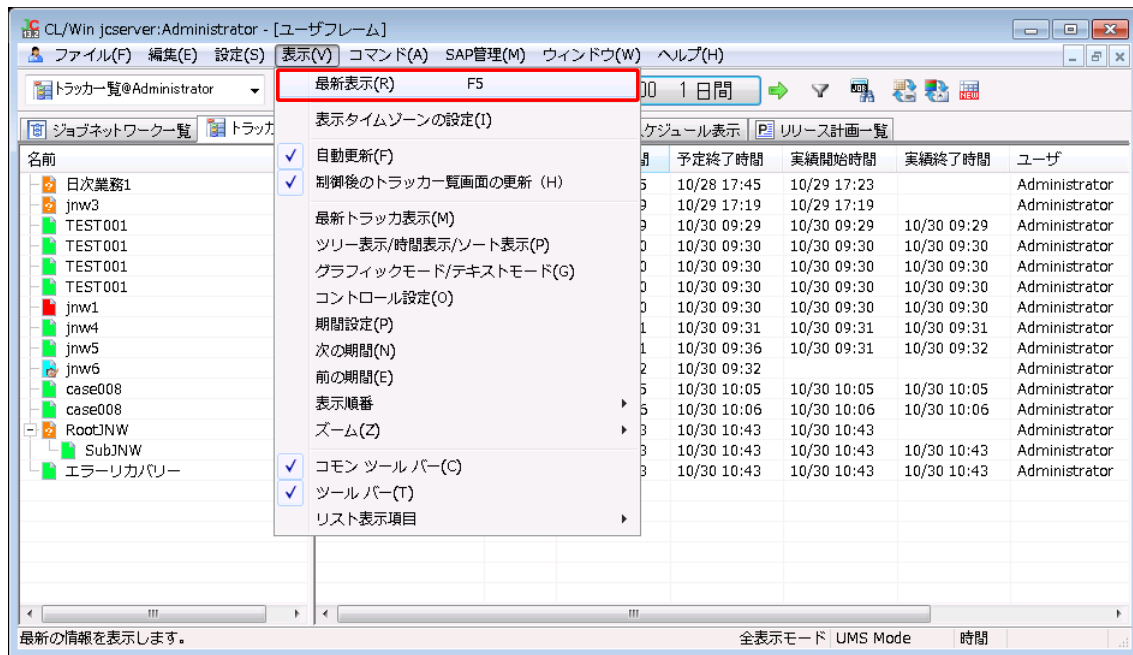 CL/Win jcserver:Administrator - [ユーザフレーム]
ファイル(F) 編集(E) 設定(S) 表示(V) コマンド(A) SAP管理(M) ウィンドウ(W) ヘルプ(H)
トラッカ一覧@Administrator
00 1 日間
ジョブネットワーク一覧 トラッカ ケジュール表示 リリース計画一覧
最新表示(R) F5
表示タイムゾーンの設定(I)
自動更新(F)
制御後のトラッカ一覧画面の更新 (H)
最新トラッカ表示(M)
ツリー表示/時間表示/ソート表示(P)
グラフィックモード/テキストモード(G)
コントロール設定(O)
期間設定(P)
次の期間(N)
前の期間(E)
表示順番
ズーム(Z)
コモン ツール バー(C)
ツール バー(T)
リスト表示項目
名前 間 予定終了時間 実績開始時間 実績終了時間 ユーザ
日次業務1 5 10/28 17:45 10/29 17:23 Administrator
jnw3 9 10/29 17:19 10/29 17:19 Administrator
TEST001 9 10/30 09:29 10/30 09:29 10/30 09:29 Administrator
TEST001 0 10/30 09:30 10/30 09:30 10/30 09:30 Administrator
TEST001 0 10/30 09:30 10/30 09:30 10/30 09:30 Administrator
TEST001 0 10/30 09:30 10/30 09:30 10/30 09:30 Administrator
jnw1 0 10/30 09:30 10/30 09:30 10/30 09:30 Administrator
jnw4 1 10/30 09:31 10/30 09:31 10/30 09:31 Administrator
jnw5 1 10/30 09:36 10/30 09:31 10/30 09:32 Administrator
jnw6 2 10/30 09:32 Administrator
case008 5 10/30 10:05 10/30 10:05 10/30 10:05 Administrator
case008 6 10/30 10:06 10/30 10:06 10/30 10:06 Administrator
RootJNW 3 10/30 10:43 10/30 10:43 Administrator
SubJNW 3 10/30 10:43 10/30 10:43 10/30 10:43 Administrator
エラーリカバリー 3 10/30 10:43 10/30 10:43 10/30 10:43 Administrator
最新の情報を表示します。 全表示モード UMS Mode 時間